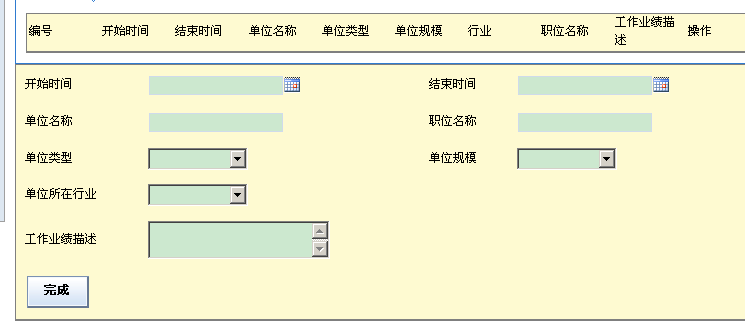 编号 开始时间 结束时间 单位名称 单位类型 单位规模 行业 职位名称 工作业绩描述 操作
开始时间 结束时间
单位名称 职位名称
单位类型 单位规模
单位所在行业
工作业绩描述
完成